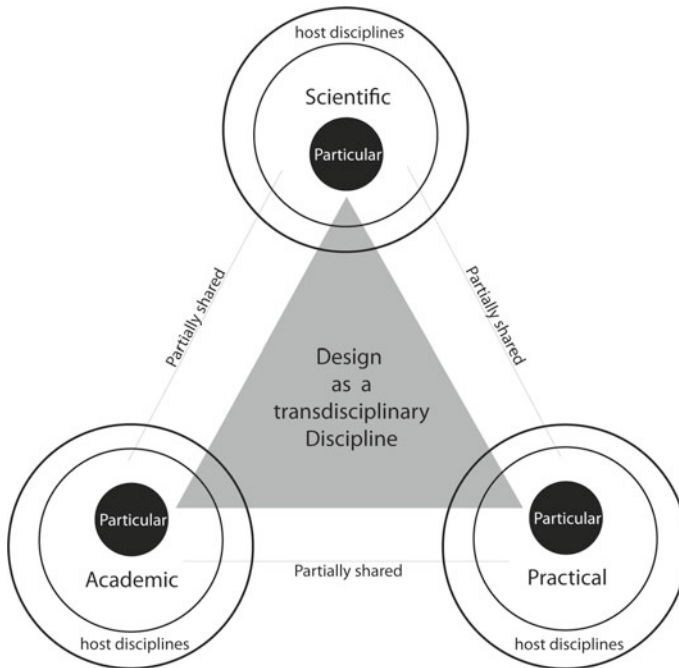 host disciplines
Scientific
Particular
Partially shared
Partially shared
Design
as a
transdisciplinary
Discipline
Particular
Particular
Academic
Partially shared
Practical
host disciplines
host disciplines